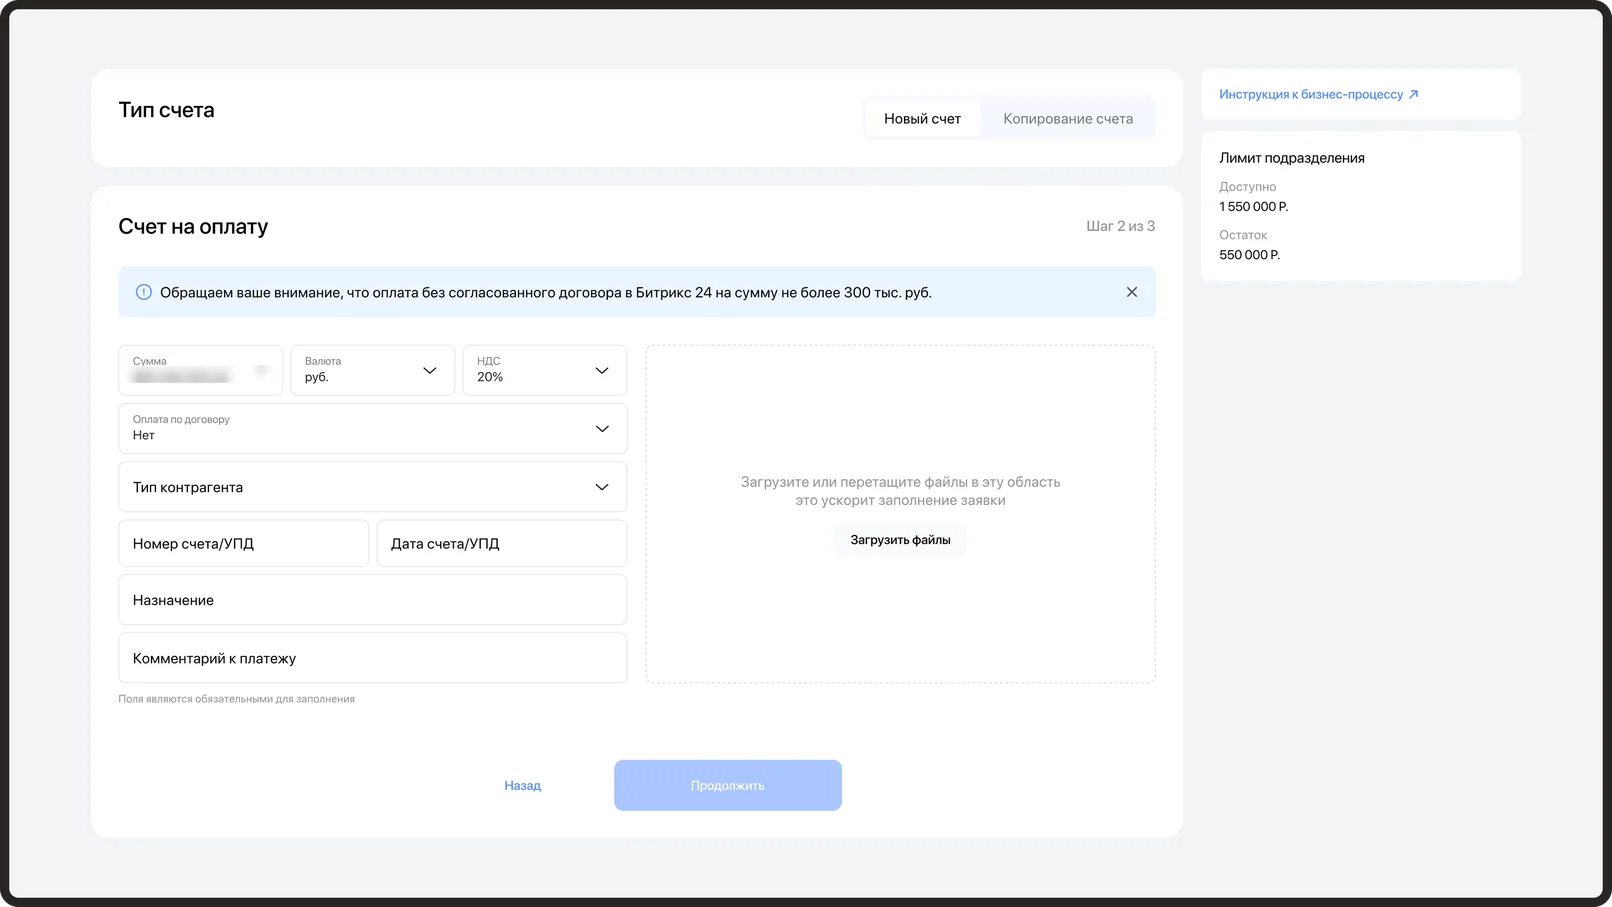 Тип счета
Новый счет
Копирование счета
Инструкция к бизнес-процессу ↗
Лимит подразделения
Доступно
1 550 000 Р.
Остаток
550 000 Р.
Счет на оплату
Шаг 2 из 3
Обращаем ваше внимание, что оплата без согласованного договора в Битрикс 24 на сумму не более 300 тыс. руб.
Сумма
Валюта
руб.
НДС
20%
Оплата по договору
Нет
Тип контрагента
Номер счета/УПД
Дата счета/УПД
Назначение
Комментарий к платежу
Поля являются обязательными для заполнения
Загрузите или перетащите файлы в эту область
это ускорит заполнение заявки
Загрузить файлы
Назад
Продолжить